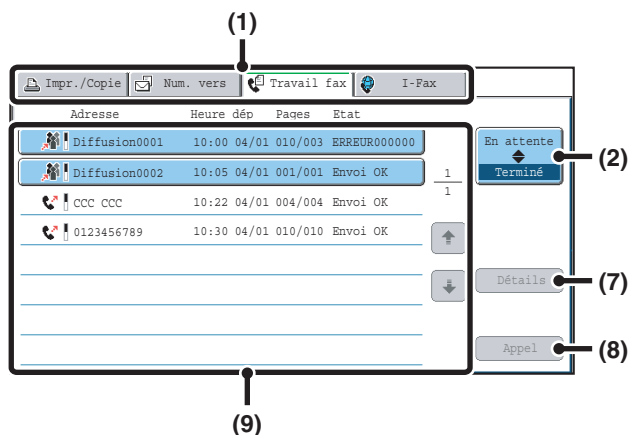 (1)
Impr./Copie Num. vers Travail fax I-Fax
Adresse Heure dép Pages Etat
Diffusion0001 10:00 04/01 010/003 ERREUR000000
Diffusion0002 10:05 04/01 001/001 Envoi OK
CCC CCC 10:22 04/01 004/004 Envoi OK
0123456789 10:30 04/01 010/010 Envoi OK
1
1
En attente
Terminé
(2)
Détails
(7)
Appel
(8)
(9)